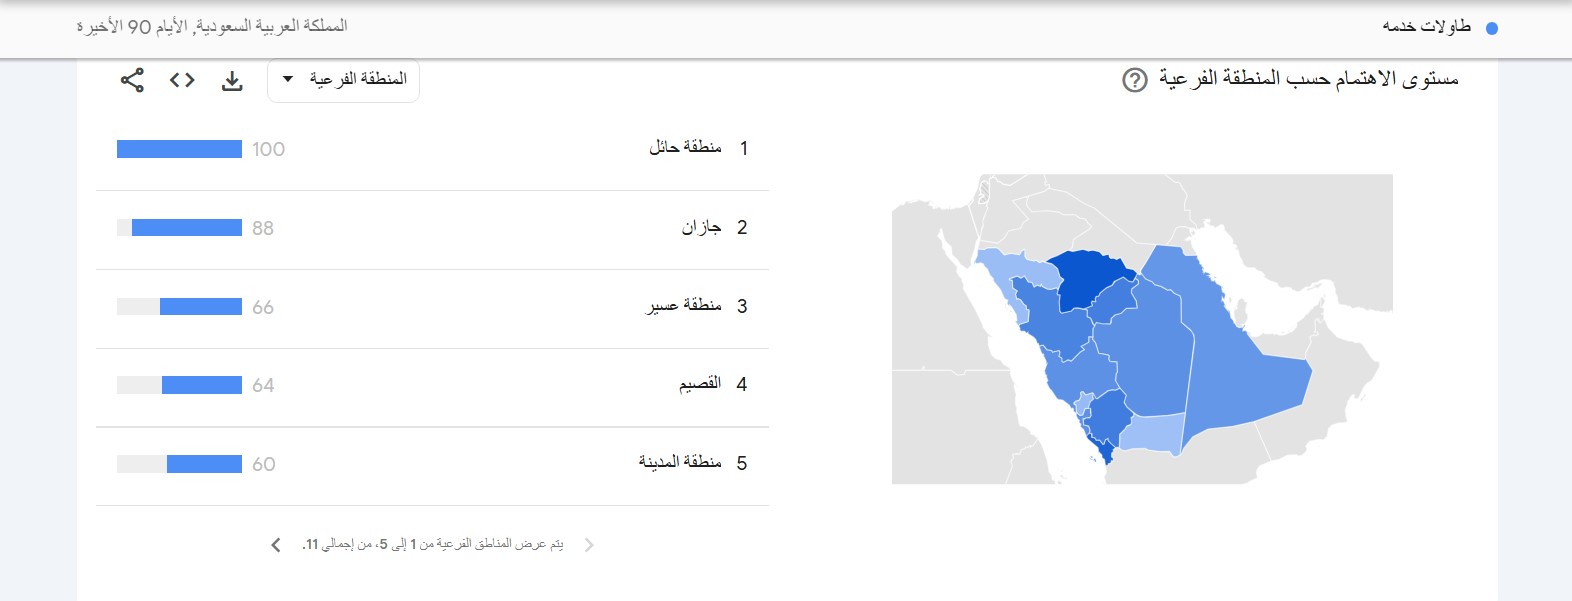 طاولات خدمه
المملكة العربية السعودية, الأيام 90 الأخيرة
مستوى الاهتمام حسب المنطقة الفرعية
المنطقة الفرعية
1 منطقة حائل 100
2 جازان 88
3 منطقة عسير 66
4 القصيم 64
5 منطقة المدينة 60
يتم عرض المناطق الفرعية من 1 إلى 5، من إجمالي 11.